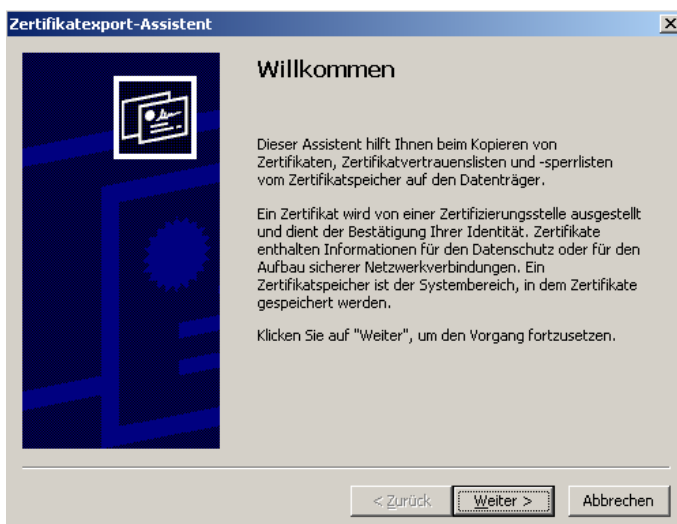 Zertifikatexport-Assistent
Willkommen
Dieser Assistent hilft Ihnen beim Kopieren von
Zertifikaten, Zertifikatvertrauenslisten und -sperrlisten
vom Zertifikatspeicher auf den Datenträger.
Ein Zertifikat wird von einer Zertifizierungsstelle ausgestellt
und dient der Bestätigung Ihrer Identität. Zertifikate
enthalten Informationen für den Datenschutz oder für den
Aufbau sicherer Netzwerkverbindungen. Ein
Zertifikatspeicher ist der Systembereich, in dem Zertifikate
gespeichert werden.
Klicken Sie auf "Weiter", um den Vorgang fortzusetzen.
< Zurück Weiter > Abbrechen